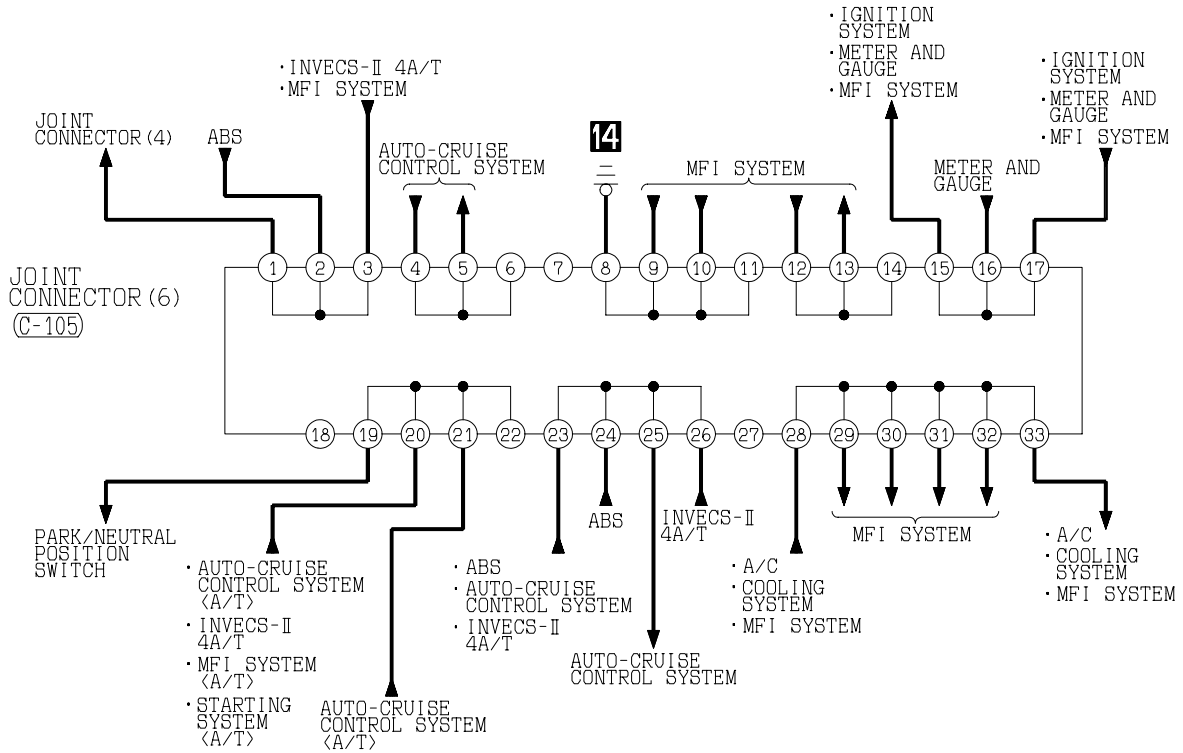 · IGNITION
SYSTEM
· METER AND
GAUGE
· MFI SYSTEM
· IGNITION
SYSTEM
· METER AND
GAUGE
· MFI SYSTEM
· INVECS-Ⅱ 4A/T
· MFI SYSTEM
JOINT
CONNECTOR(4)
ABS
AUTO-CRUISE
CONTROL SYSTEM
14
MFI SYSTEM
METER AND
GAUGE
1 2 3 4 5 6 7 8 9 10 11 12 13 14 15 16 17
JOINT
CONNECTOR(6)
C-105
18 19 20 21 22 23 24 25 26 27 28 29 30 31 32 33
PARK/NEUTRAL
POSITION
SWITCH
· AUTO-CRUISE
CONTROL SYSTEM
〈A/T〉
· INVECS-Ⅱ
4A/T
· MFI SYSTEM
〈A/T〉
· STARTING
SYSTEM
〈A/T〉
AUTO-CRUISE
CONTROL SYSTEM
〈A/T〉
· ABS
· AUTO-CRUISE
CONTROL SYSTEM
· INVECS-Ⅱ
4A/T
ABS
AUTO-CRUISE
CONTROL SYSTEM
INVECS-Ⅱ
4A/T
· A/C
· COOLING
SYSTEM
· MFI SYSTEM
MFI SYSTEM
· A/C
· COOLING
SYSTEM
· MFI SYSTEM